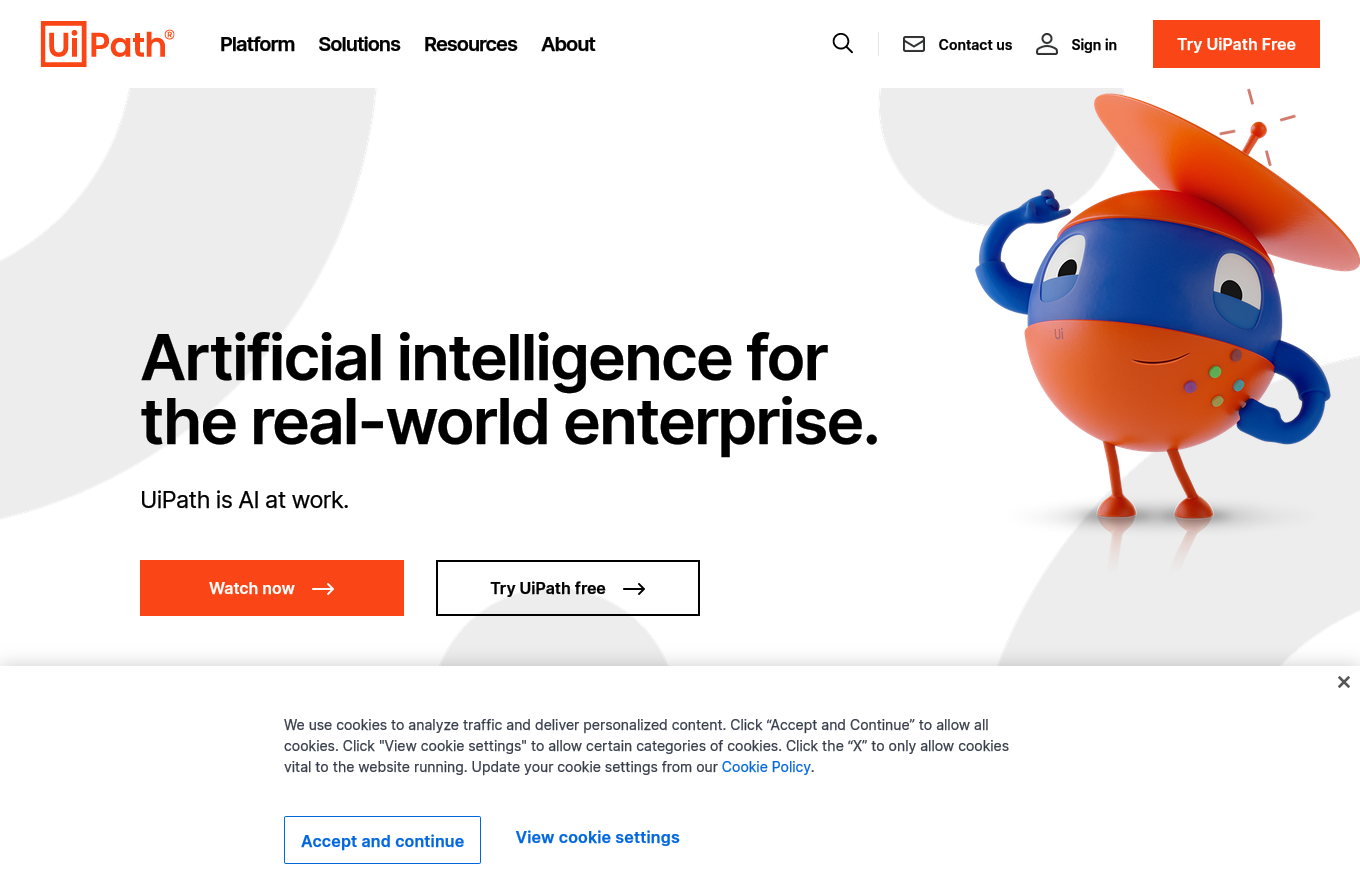 UiPath®
Platform
Solutions
Resources
About
Contact us
Sign in
Try UiPath Free
Ui
Artificial intelligence for
the real-world enterprise.
UiPath is AI at work.
Watch now
Try UiPath free
We use cookies to analyze traffic and deliver personalized content. Click “Accept and Continue” to allow all
cookies. Click "View cookie settings" to allow certain categories of cookies. Click the “X” to only allow cookies
vital to the website running. Update your cookie settings from our Cookie Policy.
Accept and continue
View cookie settings